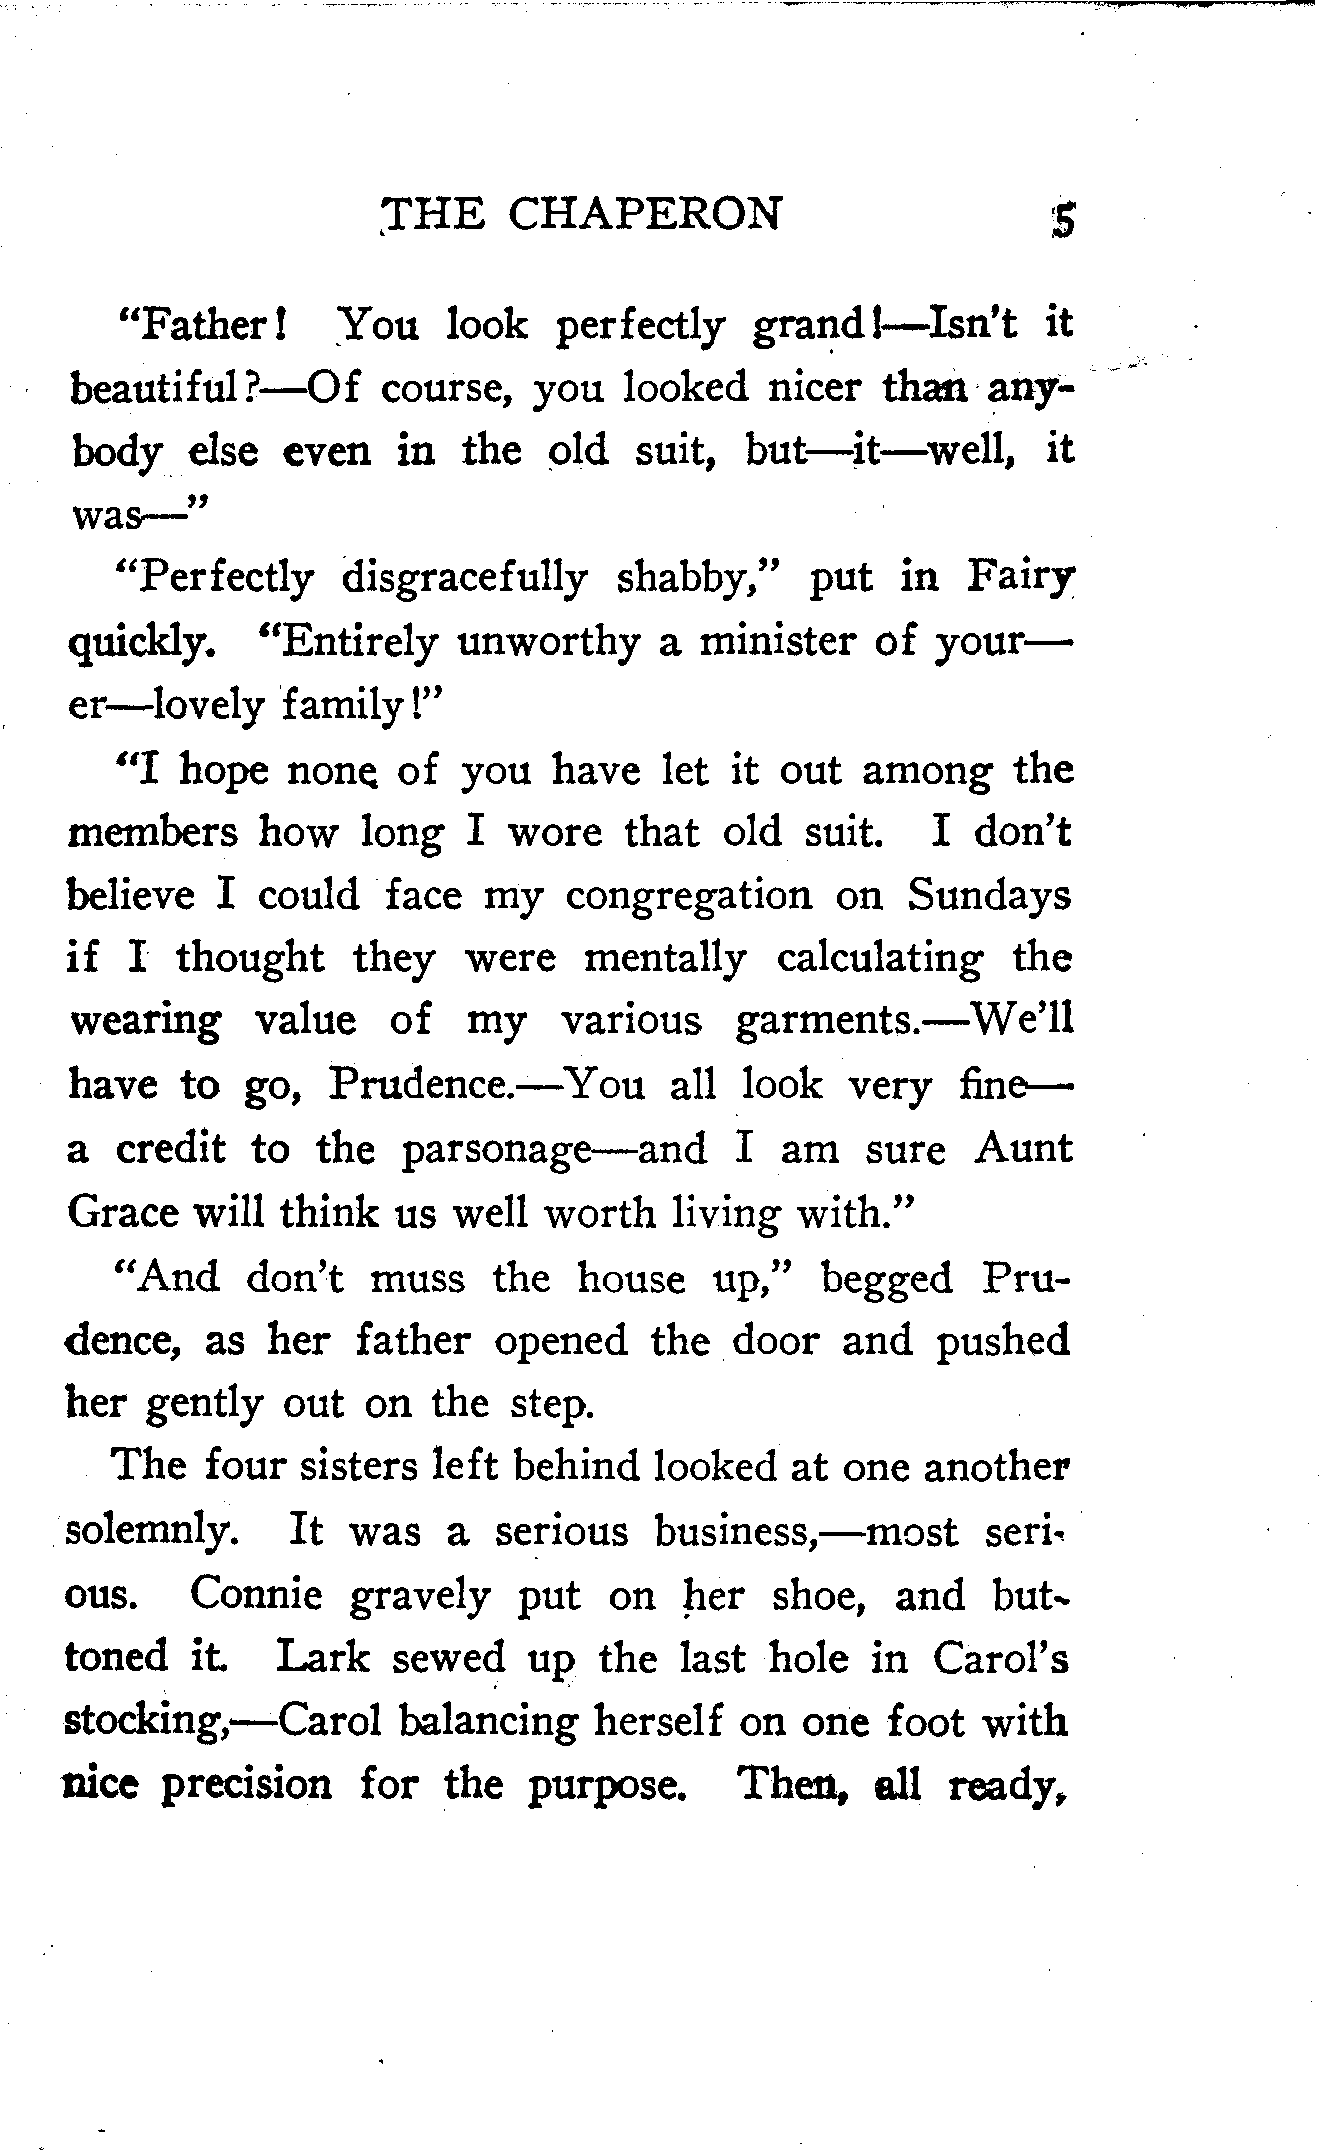 THE CHAPERON 5
“Father! You look perfectly grand!—Isn't it
beautiful?—Of course, you looked nicer than any-
body else even in the old suit, but—it—well, it
was—”
“Perfectly disgracefully shabby,” put in Fairy
quickly. “Entirely unworthy a minister of your—
er—lovely family!”
“I hope none of you have let it out among the
members how long I wore that old suit. I don't
believe I could face my congregation on Sundays
if I thought they were mentally calculating the
wearing value of my various garments.—We'll
have to go, Prudence.—You all look very fine—
a credit to the parsonage—and I am sure Aunt
Grace will think us well worth living with.”
“And don't muss the house up,” begged Pru-
dence, as her father opened the door and pushed
her gently out on the step.
The four sisters left behind looked at one another
solemnly. It was a serious business,—most seri-
ous. Connie gravely put on her shoe, and but-
toned it. Lark sewed up the last hole in Carol's
stocking,—Carol balancing herself on one foot with
nice precision for the purpose. Then, all ready,